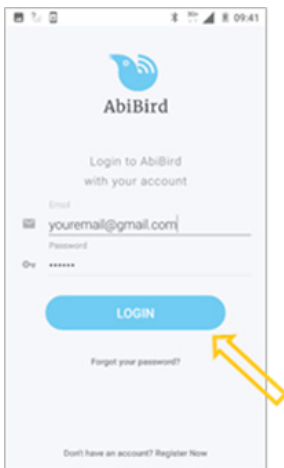 09:41
AbiBird
Login to AbiBird
with your account
Email
youremail@gmail.com
Password
••••••
LOGIN
Forgot your password?
Don't have an account? Register Now